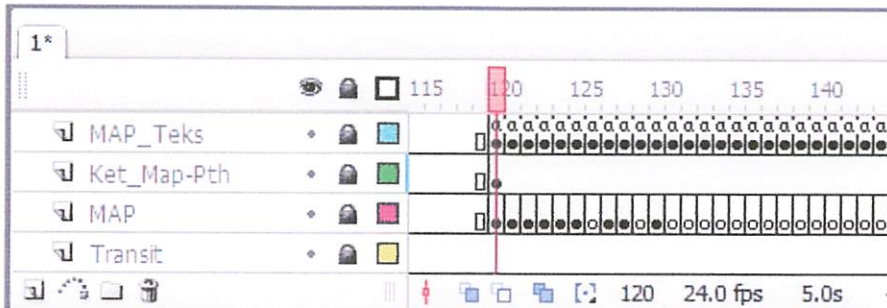 1*
115 120 125 130 135 140
a a a a a a a a a a a a a a a a a a a a a a a a a
MAP_Teks
Ket_Map-Pth
MAP
Transit
120 24.0 fps 5.0s